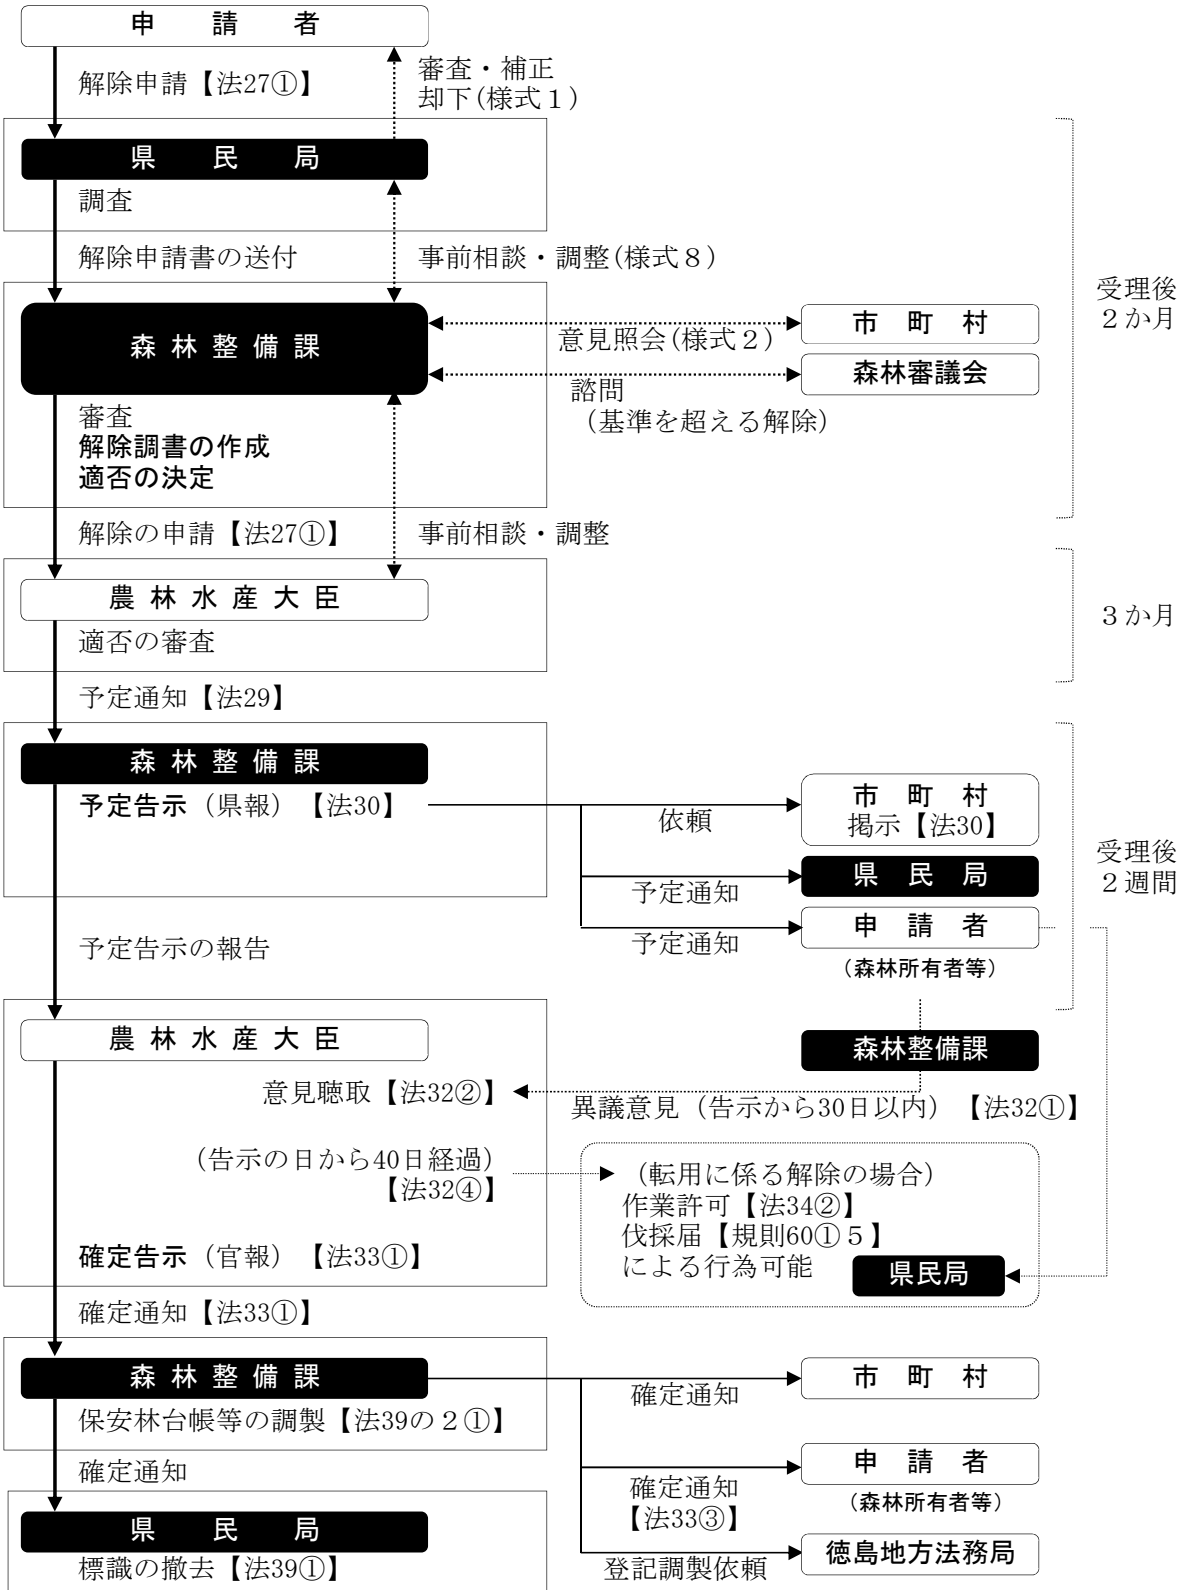 申請者
解除申請【法27①】
審査・補正
却下(様式１)
県民局
調査
解除申請書の送付
事前相談・調整(様式８)
受理後
２か月
森林整備課
市町村
意見照会(様式２)
森林審議会
諮問
（基準を超える解除）
審査
解除調書の作成
適否の決定
解除の申請【法27①】
事前相談・調整
農林水産大臣
適否の審査
３か月
予定通知【法29】
森林整備課
予定告示（県報）【法30】
依頼
市町村
掲示【法30】
予定通知
県民局
受理後
２週間
予定通知
申請者
（森林所有者等）
予定告示の報告
農林水産大臣
森林整備課
意見聴取【法32②】
異議意見（告示から30日以内）【法32①】
（告示の日から40日経過）
【法32④】
（転用に係る解除の場合）
作業許可【法34②】
伐採届【規則60①５】
による行為可能
県民局
確定告示（官報）【法33①】
確定通知【法33①】
森林整備課
保安林台帳等の調製【法39の２①】
確定通知
市町村
確定通知
確定通知
【法33③】
申請者
（森林所有者等）
県民局
標識の撤去【法39①】
登記調製依頼
徳島地方法務局